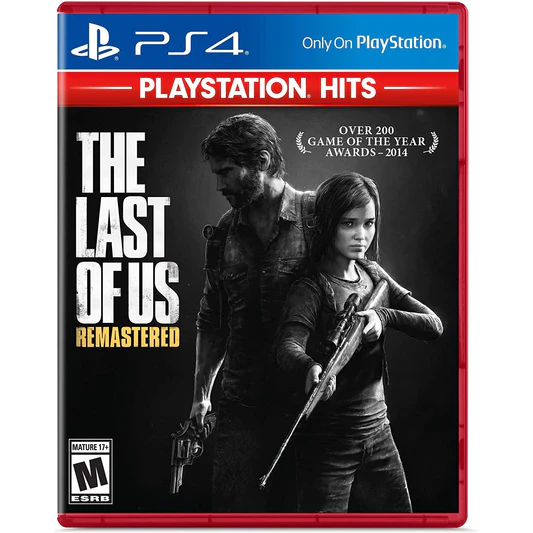 PS4
Only On PlayStation®
PLAYSTATION® HITS
OVER 200
GAME OF THE YEAR
AWARDS–2014
THE
LAST
OF US
REMASTERED
MATURE 17+
M
ESRB